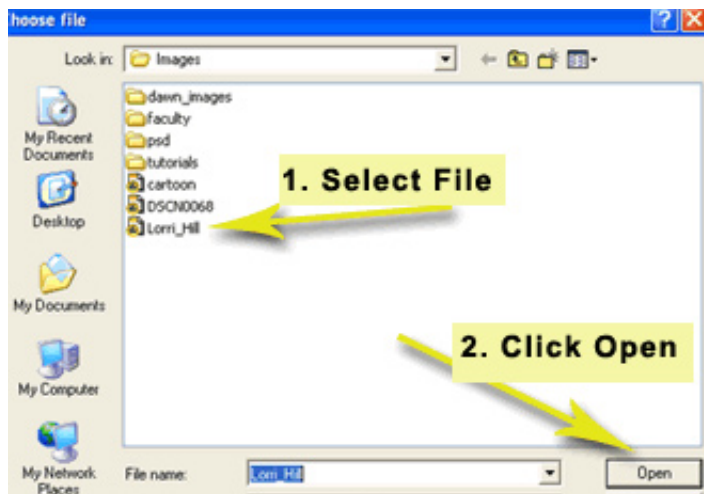 hoose file
Look in:
Images
My Recent
Documents
Desktop
My Documents
My Computer
My Network
Places
dawn_images
faculty
psd
tutorials
cartoon
DSCN0068
Lorri_Hill
1. Select File
2. Click Open
File name:
Lorri_Hill
Open